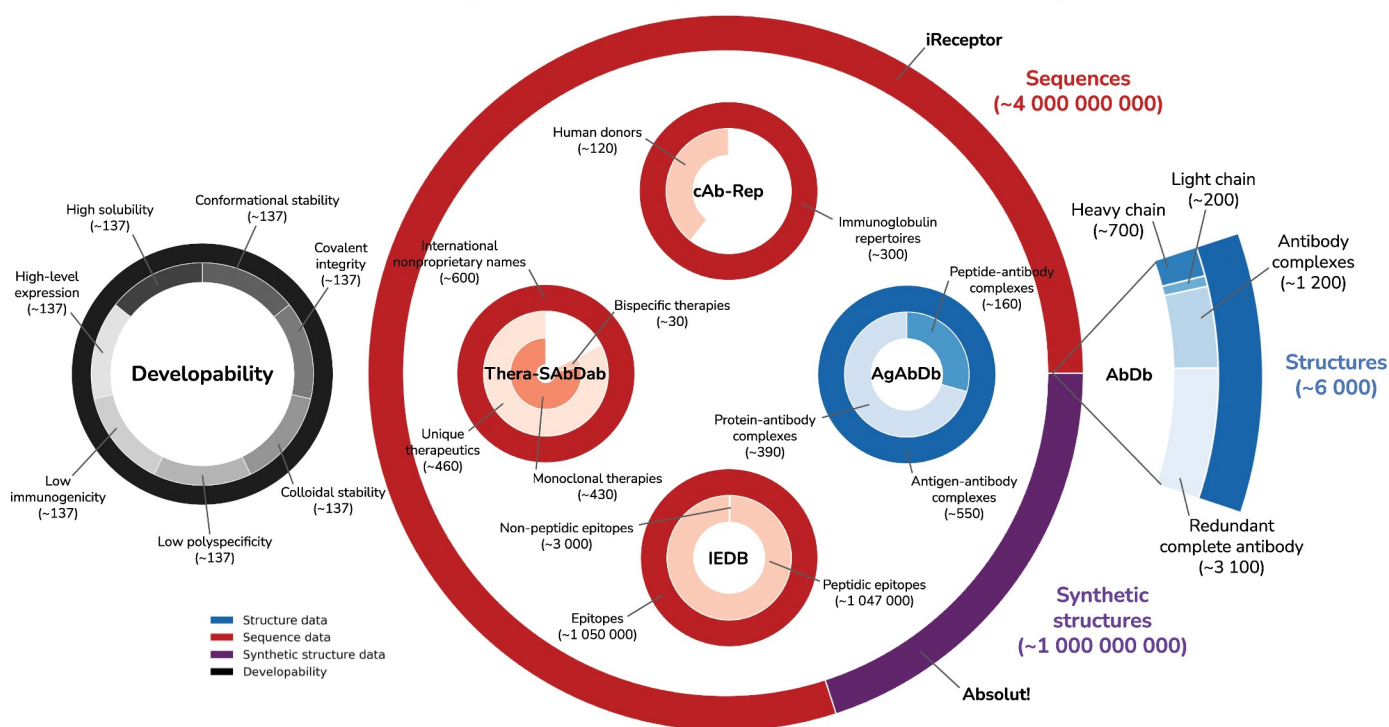 iReceptor
Sequences
(~4 000 000 000)
Human donors
(~120)
cAb-Rep
Immunoglobulin
repertoires
(~300)
High solubility
(~137)
Conformational stability
(~137)
Covalent
integrity
(~137)
High-level
expression
(~137)
Developability
Low
immunogenicity
(~137)
Colloidal stability
(~137)
Low polyspecificity
(~137)
International
nonproprietary names
(~600)
Bispecific therapies
(~30)
Thera-SAbDab
Unique
therapeutics
(~460)
Monoclonal therapies
(~430)
Peptide-antibody
complexes
(~160)
AgAbDb
Protein-antibody
complexes
(~390)
Antigen-antibody
complexes
(~550)
Light chain
(~200)
Heavy chain
(~700)
Antibody
complexes
(~1 200)
AbDb
Structures
(~6 000)
Redundant
complete antibody
(~3 100)
Non-peptidic epitopes
(~3 000)
IEDB
Peptidic epitopes
(~1 047 000)
Epitopes
(~1 050 000)
Synthetic
structures
(~1 000 000 000)
Absolut!
Structure data
Sequence data
Synthetic structure data
Developability